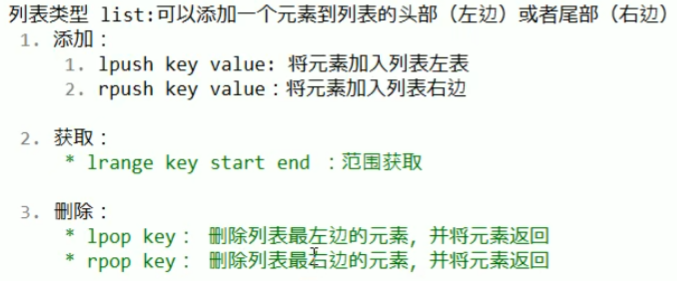 列表类型 list:可以添加一个元素到列表的头部（左边）或者尾部（右边）
1. 添加：
1. lpush key value: 将元素加入列表左表
2. rpush key value：将元素加入列表右边
2. 获取：
* lrange key start end ：范围获取
3. 删除：
* lpop key： 删除列表最左边的元素，并将元素返回
* rpop key： 删除列表最右边的元素，并将元素返回